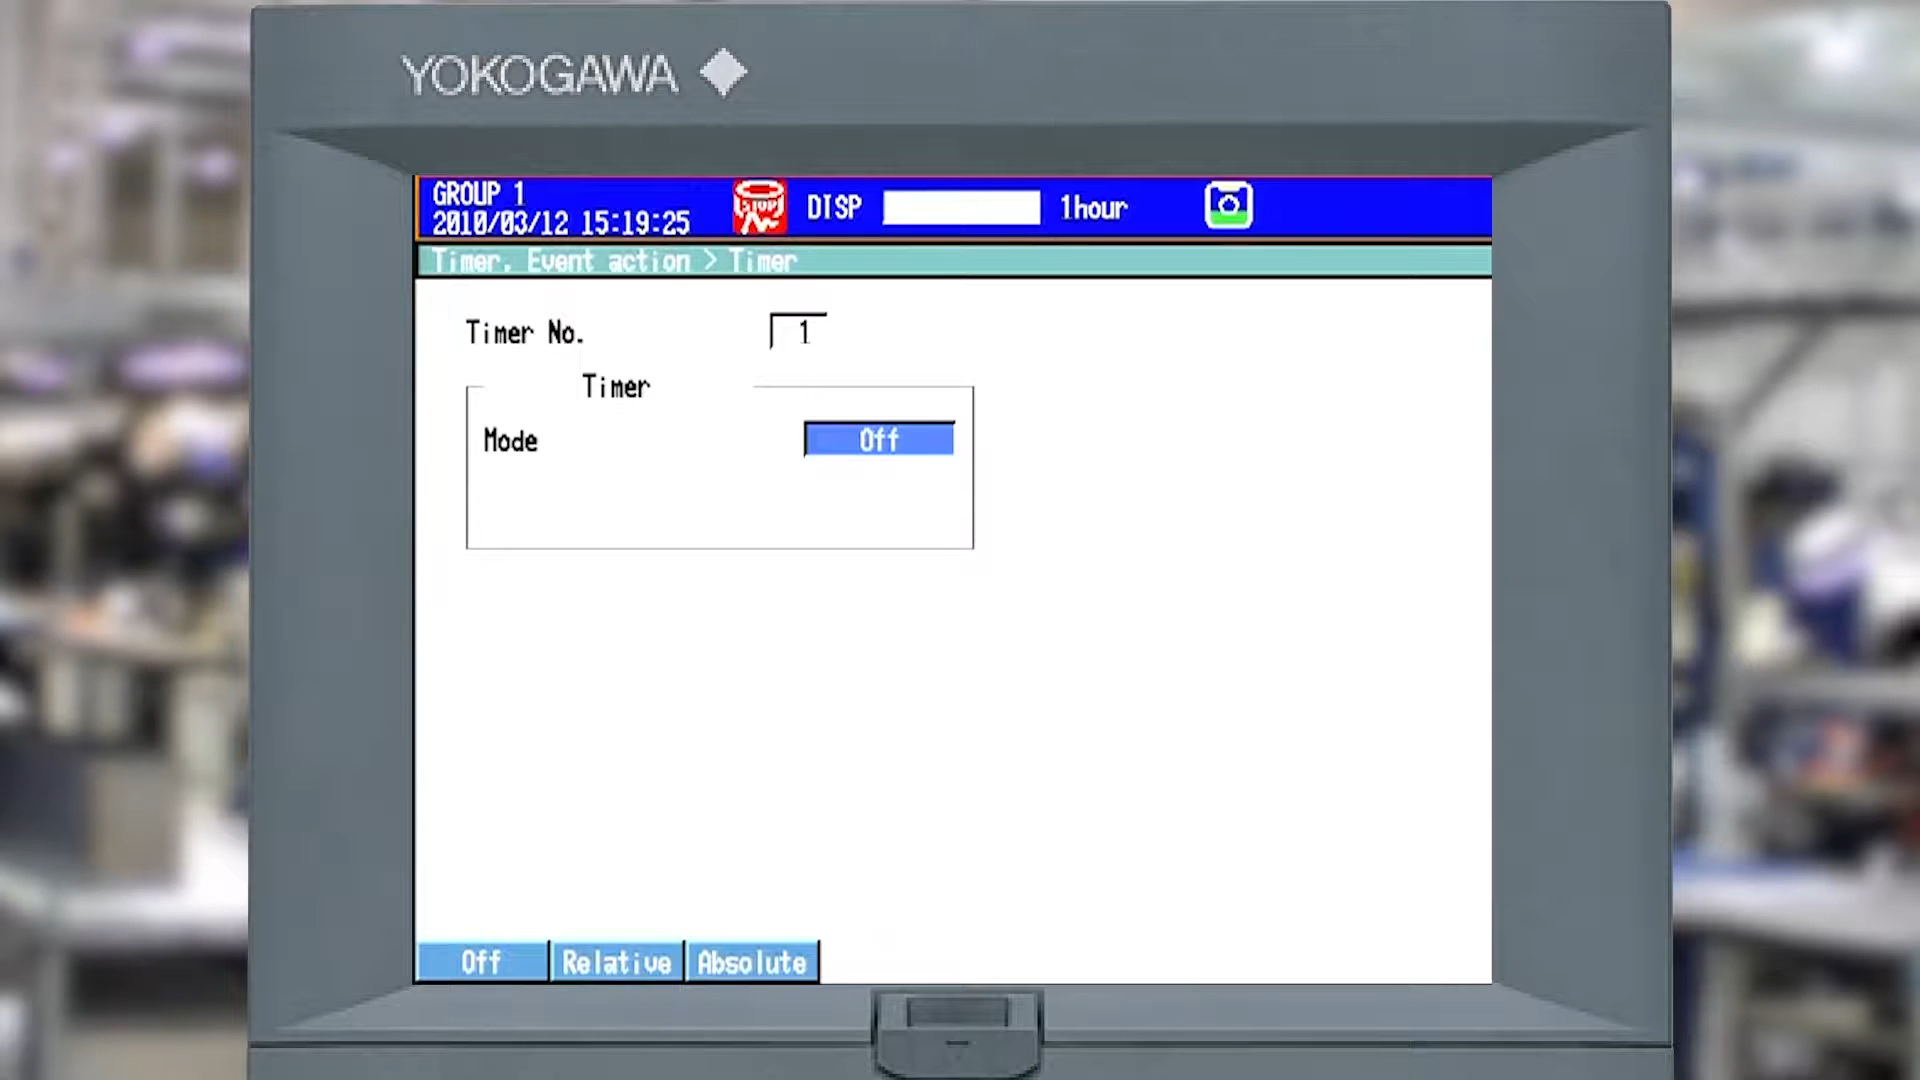 YOKOGAWA
GROUP 1
2010/03/12 15:19:25
STOP
DISP
1hour
Timer, Event action > Timer
Timer No. 1
Timer
Mode Off
Off Relative Absolute